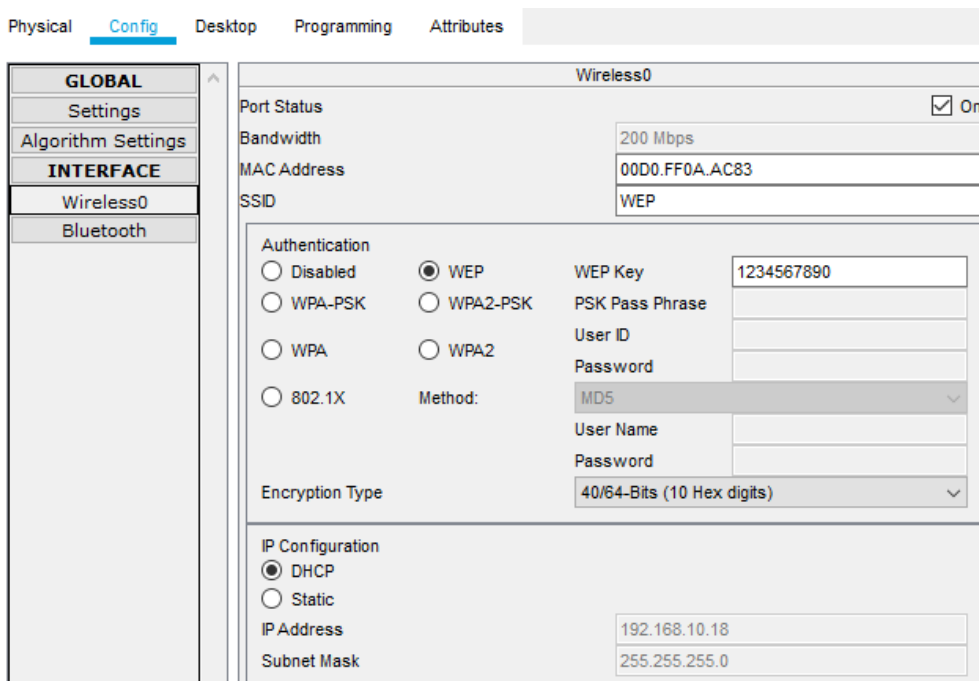 Physical Config Desktop Programming Attributes
GLOBAL
Settings
Algorithm Settings
INTERFACE
Wireless0
Bluetooth
Wireless0
Port Status On
Bandwidth 200 Mbps
MAC Address 00D0.FF0A.AC83
SSID WEP
Authentication
Disabled WEP WEP Key 1234567890
WPA-PSK WPA2-PSK PSK Pass Phrase
User ID
WPA WPA2
Password
802.1X Method: MD5
User Name
Password
Encryption Type 40/64-Bits (10 Hex digits)
IP Configuration
DHCP
Static
IP Address 192.168.10.18
Subnet Mask 255.255.255.0